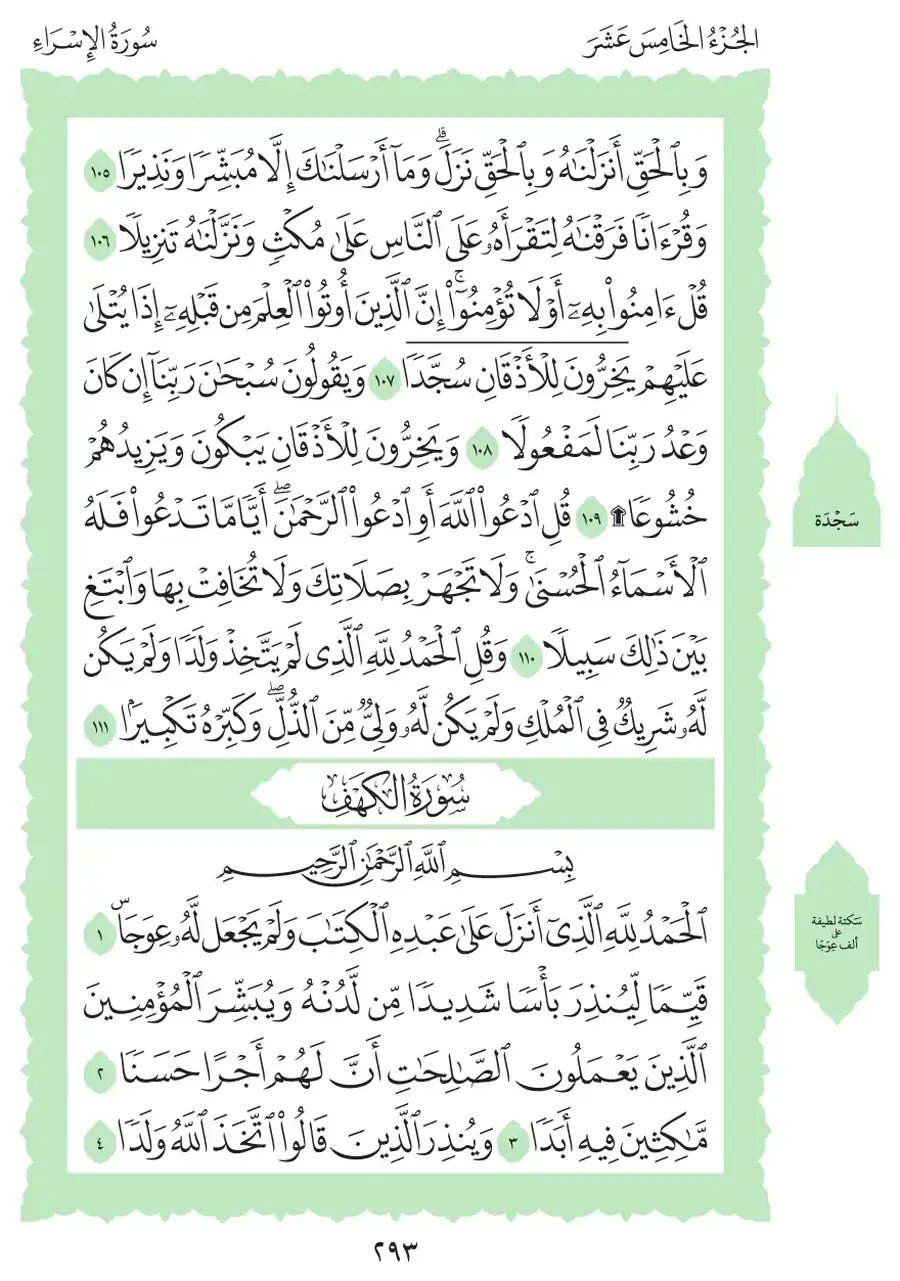 الجُزْءُ الخَامِسَ عَشَرَ
سُورَةُ الإِسْرَاءِ
وَبِٱلۡحَقِّ أَنزَلۡنَٰهُ وَبِٱلۡحَقِّ نَزَلَۗ وَمَآ أَرۡسَلۡنَٰكَ إِلَّا مُبَشِّرٗا وَنَذِيرٗا ١٠٥
وَقُرۡءَانٗا فَرَقۡنَٰهُ لِتَقۡرَأَهُۥ عَلَى ٱلنَّاسِ عَلَىٰ مُكۡثٖ وَنَزَّلۡنَٰهُ تَنزِيلٗا ١٠٦
قُلۡ ءَامِنُواْ بِهِۦٓ أَوۡ لَا تُؤۡمِنُوٓاْۚ إِنَّ ٱلَّذِينَ أُوتُواْ ٱلۡعِلۡمَ مِن قَبۡلِهِۦٓ إِذَا يُتۡلَىٰ
عَلَيۡهِمۡ يَخِرُّونَۤ لِلۡأَذۡقَانِۤ سُجَّدٗاۤ ١٠٧ وَيَقُولُونَ سُبۡحَٰنَ رَبِّنَآ إِن كَانَ
وَعۡدُ رَبِّنَا لَمَفۡعُولٗا ١٠٨ وَيَخِرُّونَ لِلۡأَذۡقَانِ يَبۡكُونَ وَيَزِيدُهُمۡ
خُشُوعٗا۩ ١٠٩ قُلِ ٱدۡعُواْ ٱللَّهَ أَوِ ٱدۡعُواْ ٱلرَّحۡمَٰنَۖ أَيّٗا مَّا تَدۡعُواْ فَلَهُ
ٱلۡأَسۡمَآءُ ٱلۡحُسۡنَىٰۚ وَلَا تَجۡهَرۡ بِصَلَاتِكَ وَلَا تُخَافِتۡ بِهَا وَٱبۡتَغِ
بَيۡنَ ذَٰلِكَ سَبِيلٗا ١١٠ وَقُلِ ٱلۡحَمۡدُ لِلَّهِ ٱلَّذِي لَمۡ يَتَّخِذۡ وَلَدٗا وَلَمۡ يَكُن
لَّهُۥ شَرِيكٞ فِي ٱلۡمُلۡكِ وَلَمۡ يَكُن لَّهُۥ وَلِيّٞ مِّنَ ٱلذُّلِّۖ وَكَبِّرۡهُ تَكۡبِيرَۢا ١١١
سَجْدَة
سُورَةُ الكَهْفِ
بِسۡمِ ٱللَّهِ ٱلرَّحۡمَٰنِ ٱلرَّحِيمِ
ٱلۡحَمۡدُ لِلَّهِ ٱلَّذِيٓ أَنزَلَ عَلَىٰ عَبۡدِهِ ٱلۡكِتَٰبَ وَلَمۡ يَجۡعَل لَّهُۥ عِوَجَاۜ ١
قَيِّمٗا لِّيُنذِرَ بَأۡسٗا شَدِيدٗا مِّن لَّدُنۡهُ وَيُبَشِّرَ ٱلۡمُؤۡمِنِينَ
ٱلَّذِينَ يَعۡمَلُونَ ٱلصَّٰلِحَٰتِ أَنَّ لَهُمۡ أَجۡرًا حَسَنٗا ٢
مَّٰكِثِينَ فِيهِ أَبَدٗا ٣ وَيُنذِرَ ٱلَّذِينَ قَالُواْ ٱتَّخَذَ ٱللَّهُ وَلَدٗا ٤
سَكتة لطيفة
على
ألف عِوَجًا
٢٩٣